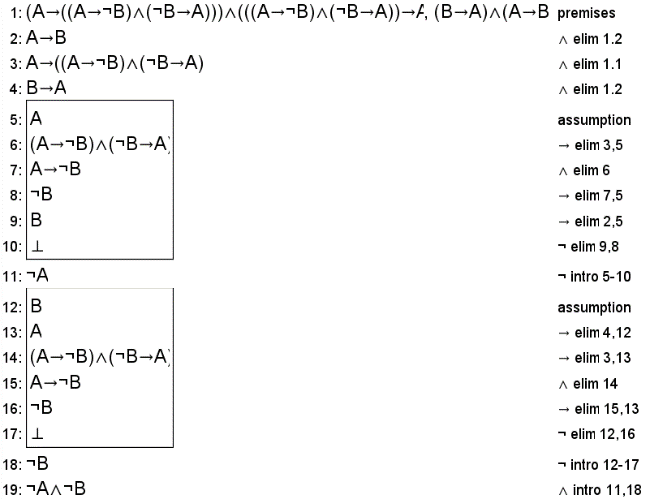 1: (A→((A→¬B)∧(¬B→A)))∧(((A→¬B)∧(¬B→A))→A, (B→A)∧(A→B premises
2: A→B ∧ elim 1.2
3: A→((A→¬B)∧(¬B→A) ∧ elim 1.1
4: B→A ∧ elim 1.2
5: A assumption
6: (A→¬B)∧(¬B→A) → elim 3,5
7: A→¬B ∧ elim 6
8: ¬B → elim 7,5
9: B → elim 2,5
10: ⊥ ¬ elim 9,8
11: ¬A ¬ intro 5-10
12: B assumption
13: A → elim 4,12
14: (A→¬B)∧(¬B→A) → elim 3,13
15: A→¬B ∧ elim 14
16: ¬B → elim 15,13
17: ⊥ ¬ elim 12,16
18: ¬B ¬ intro 12-17
19: ¬A∧¬B ∧ intro 11,18